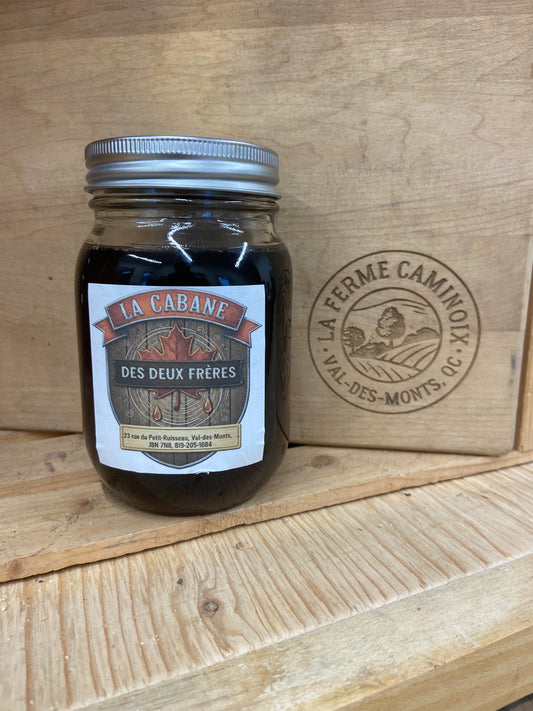 LA CABANE
DES DEUX FRÈRES
23 rue du Petit-Ruisseau, Val-des-Monts,
J8N 7N8, 819-205-1684
LA FERME CAMINOIX
VAL-DES-MONTS, QC